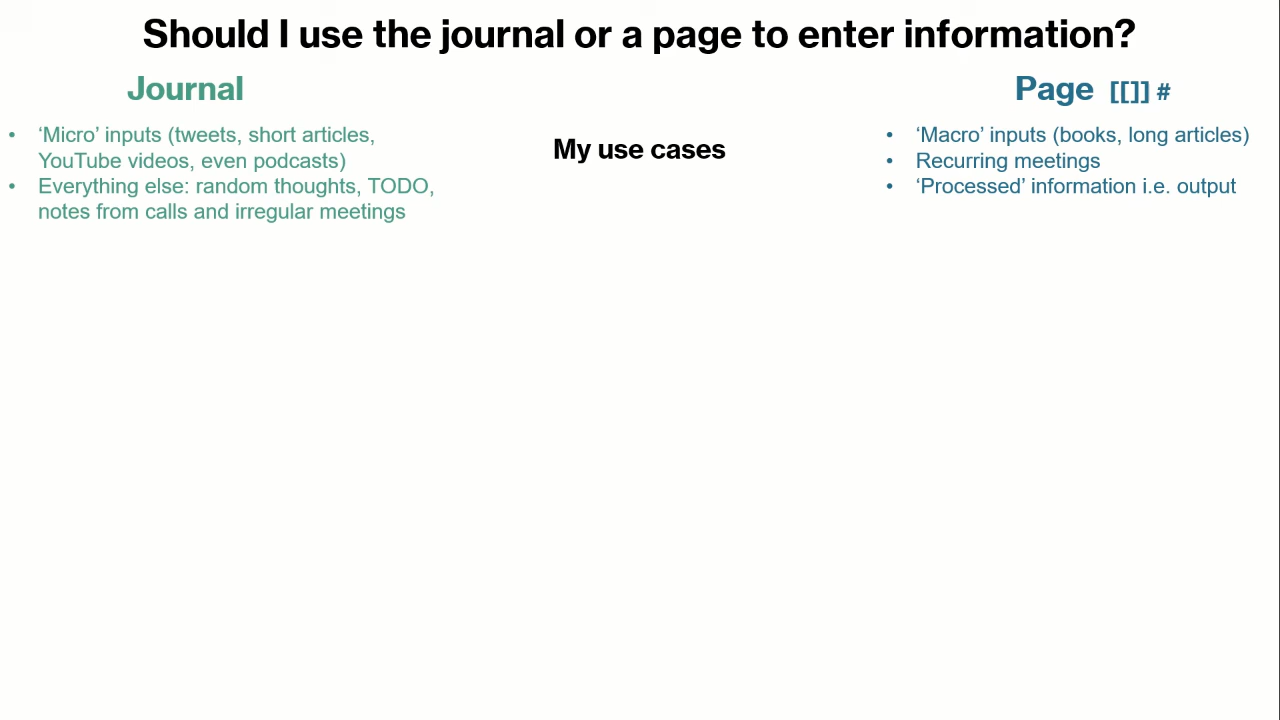 Should I use the journal or a page to enter information?
Journal
• ‘Micro’ inputs (tweets, short articles,
YouTube videos, even podcasts)
• Everything else: random thoughts, TODO,
notes from calls and irregular meetings
My use cases
Page [[]] #
• ‘Macro’ inputs (books, long articles)
• Recurring meetings
• ‘Processed’ information i.e. output